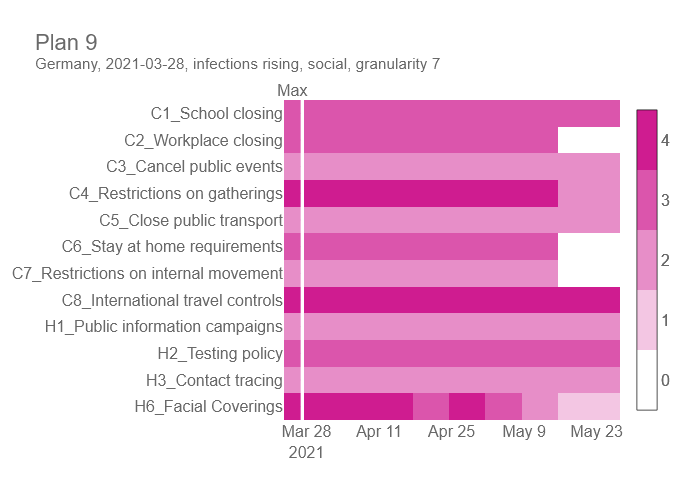 Plan 9
Germany, 2021-03-28, infections rising, social, granularity 7
Max
C1_School closing
C2_Workplace closing
C3_Cancel public events
C4_Restrictions on gatherings
C5_Close public transport
C6_Stay at home requirements
C7_Restrictions on internal movement
C8_International travel controls
H1_Public information campaigns
H2_Testing policy
H3_Contact tracing
H6_Facial Coverings
Mar 28 Apr 11 Apr 25 May 9 May 23
2021
4
3
2
1
0